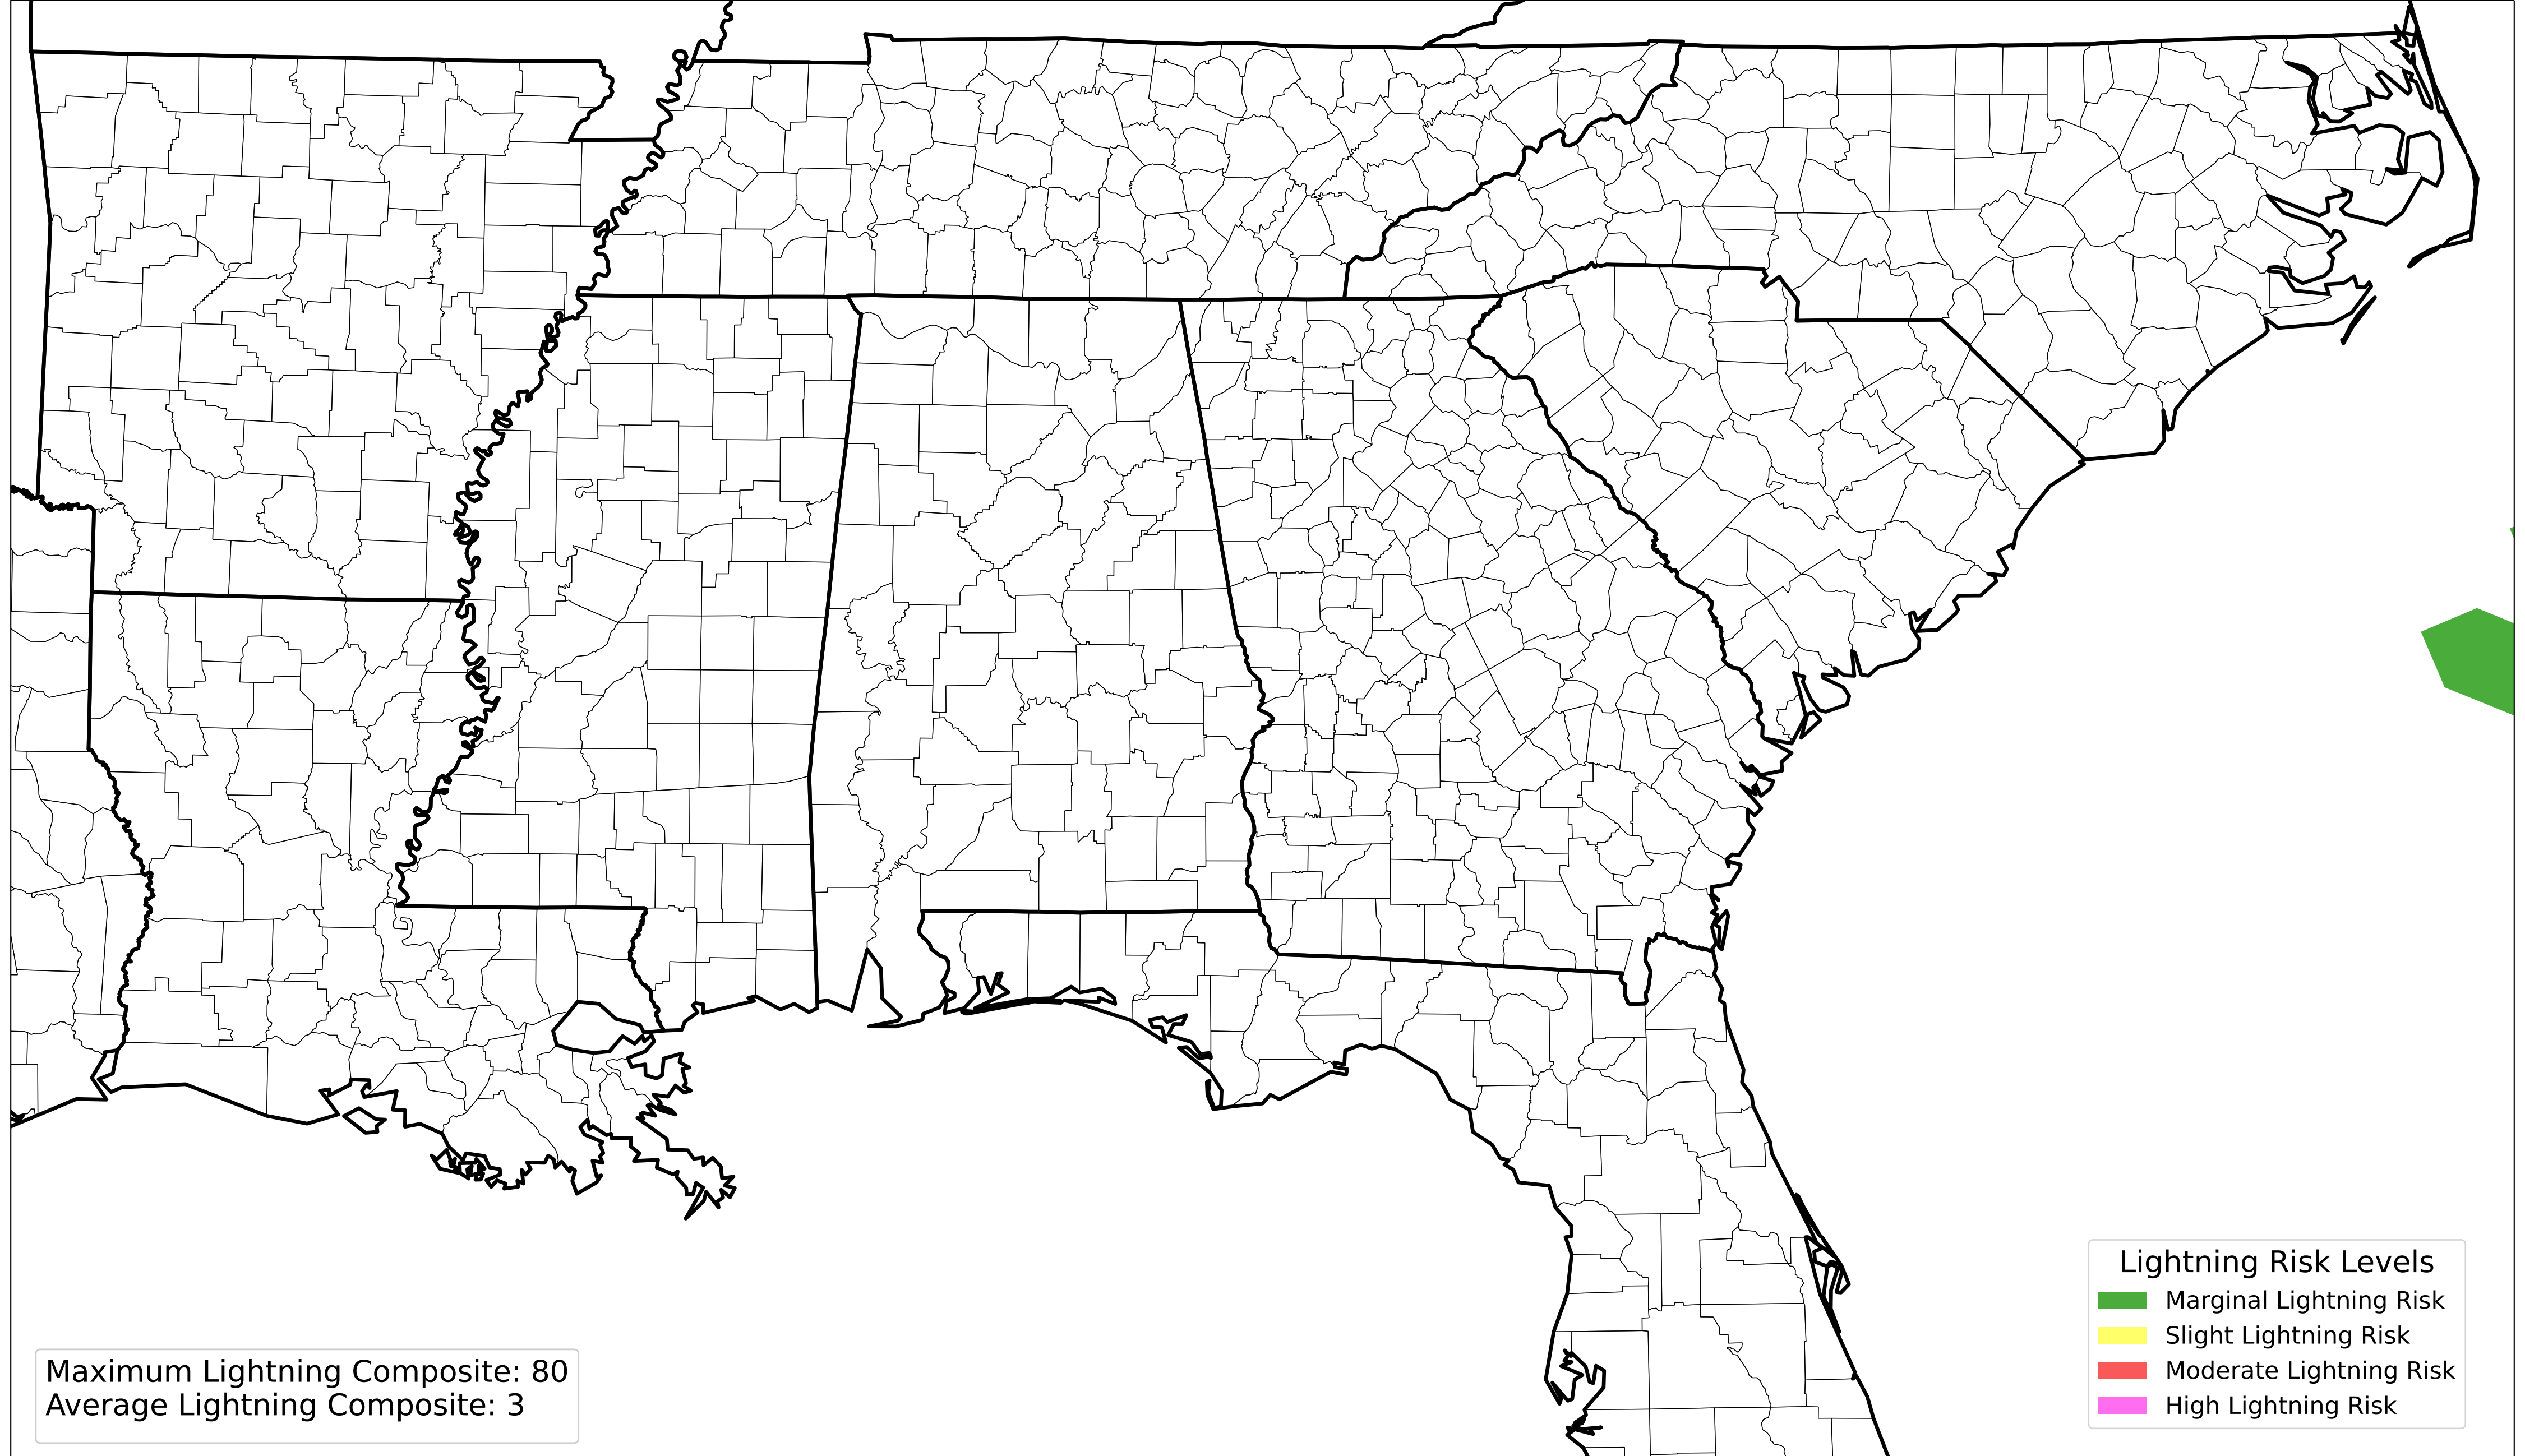 Maximum Lightning Composite: 80
Average Lightning Composite: 3
Lightning Risk Levels
Marginal Lightning Risk
Slight Lightning Risk
Moderate Lightning Risk
High Lightning Risk